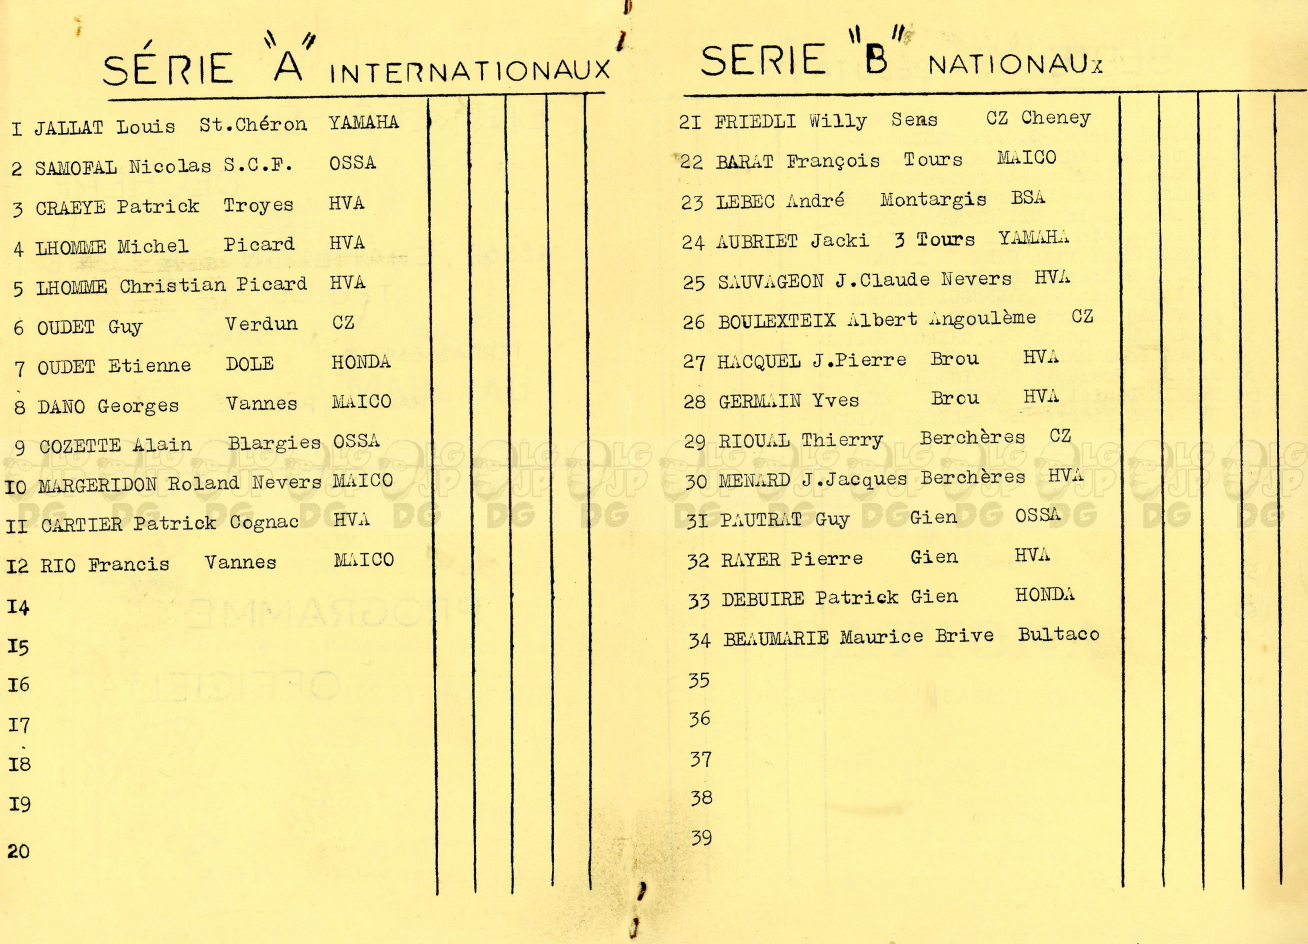 SÉRIE "A" INTERNATIONAUX
I JALLAT Louis St.Chéron YAMAHA
2 SAMOFAL Nicolas S.C.F. OSSA
3 CRAEYE Patrick Troyes HVA
4 LHOMME Michel Picard HVA
5 LHOMME Christian Picard HVA
6 OUDET Guy Verdun CZ
7 OUDET Etienne DOLE HONDA
8 DANO Georges Vannes MAICO
9 COZETTE Alain Blargies OSSA
IO MARGERIDON Roland Nevers MAICO
II CARTIER Patrick Cognac HVA
I2 RIO Francis Vannes MAICO
I4
I5
I6
I7
I8
I9
20
SERIE "B" NATIONAUx
2I FRIEDLI Willy Sens CZ Cheney
22 BARAT François Tours MAICO
23 LEBEC André Montargis BSA
24 AUBRIET Jacki 3 Tours YAMAHA
25 SAUVAGEON J.Claude Nevers HVA
26 BOULEXTEIX Albert Angoulème CZ
27 HACQUEL J.Pierre Brou HVA
28 GERMAIN Yves Brou HVA
29 RIOUAL Thierry Berchères CZ
30 MENARD J.Jacques Berchères HVA
3I PAUTRAT Guy Gien OSSA
32 RAYER Pierre Gien HVA
33 DEBUIRE Patrick Gien HONDA
34 BEAUMARIE Maurice Brive Bultaco
35
36
37
38
39